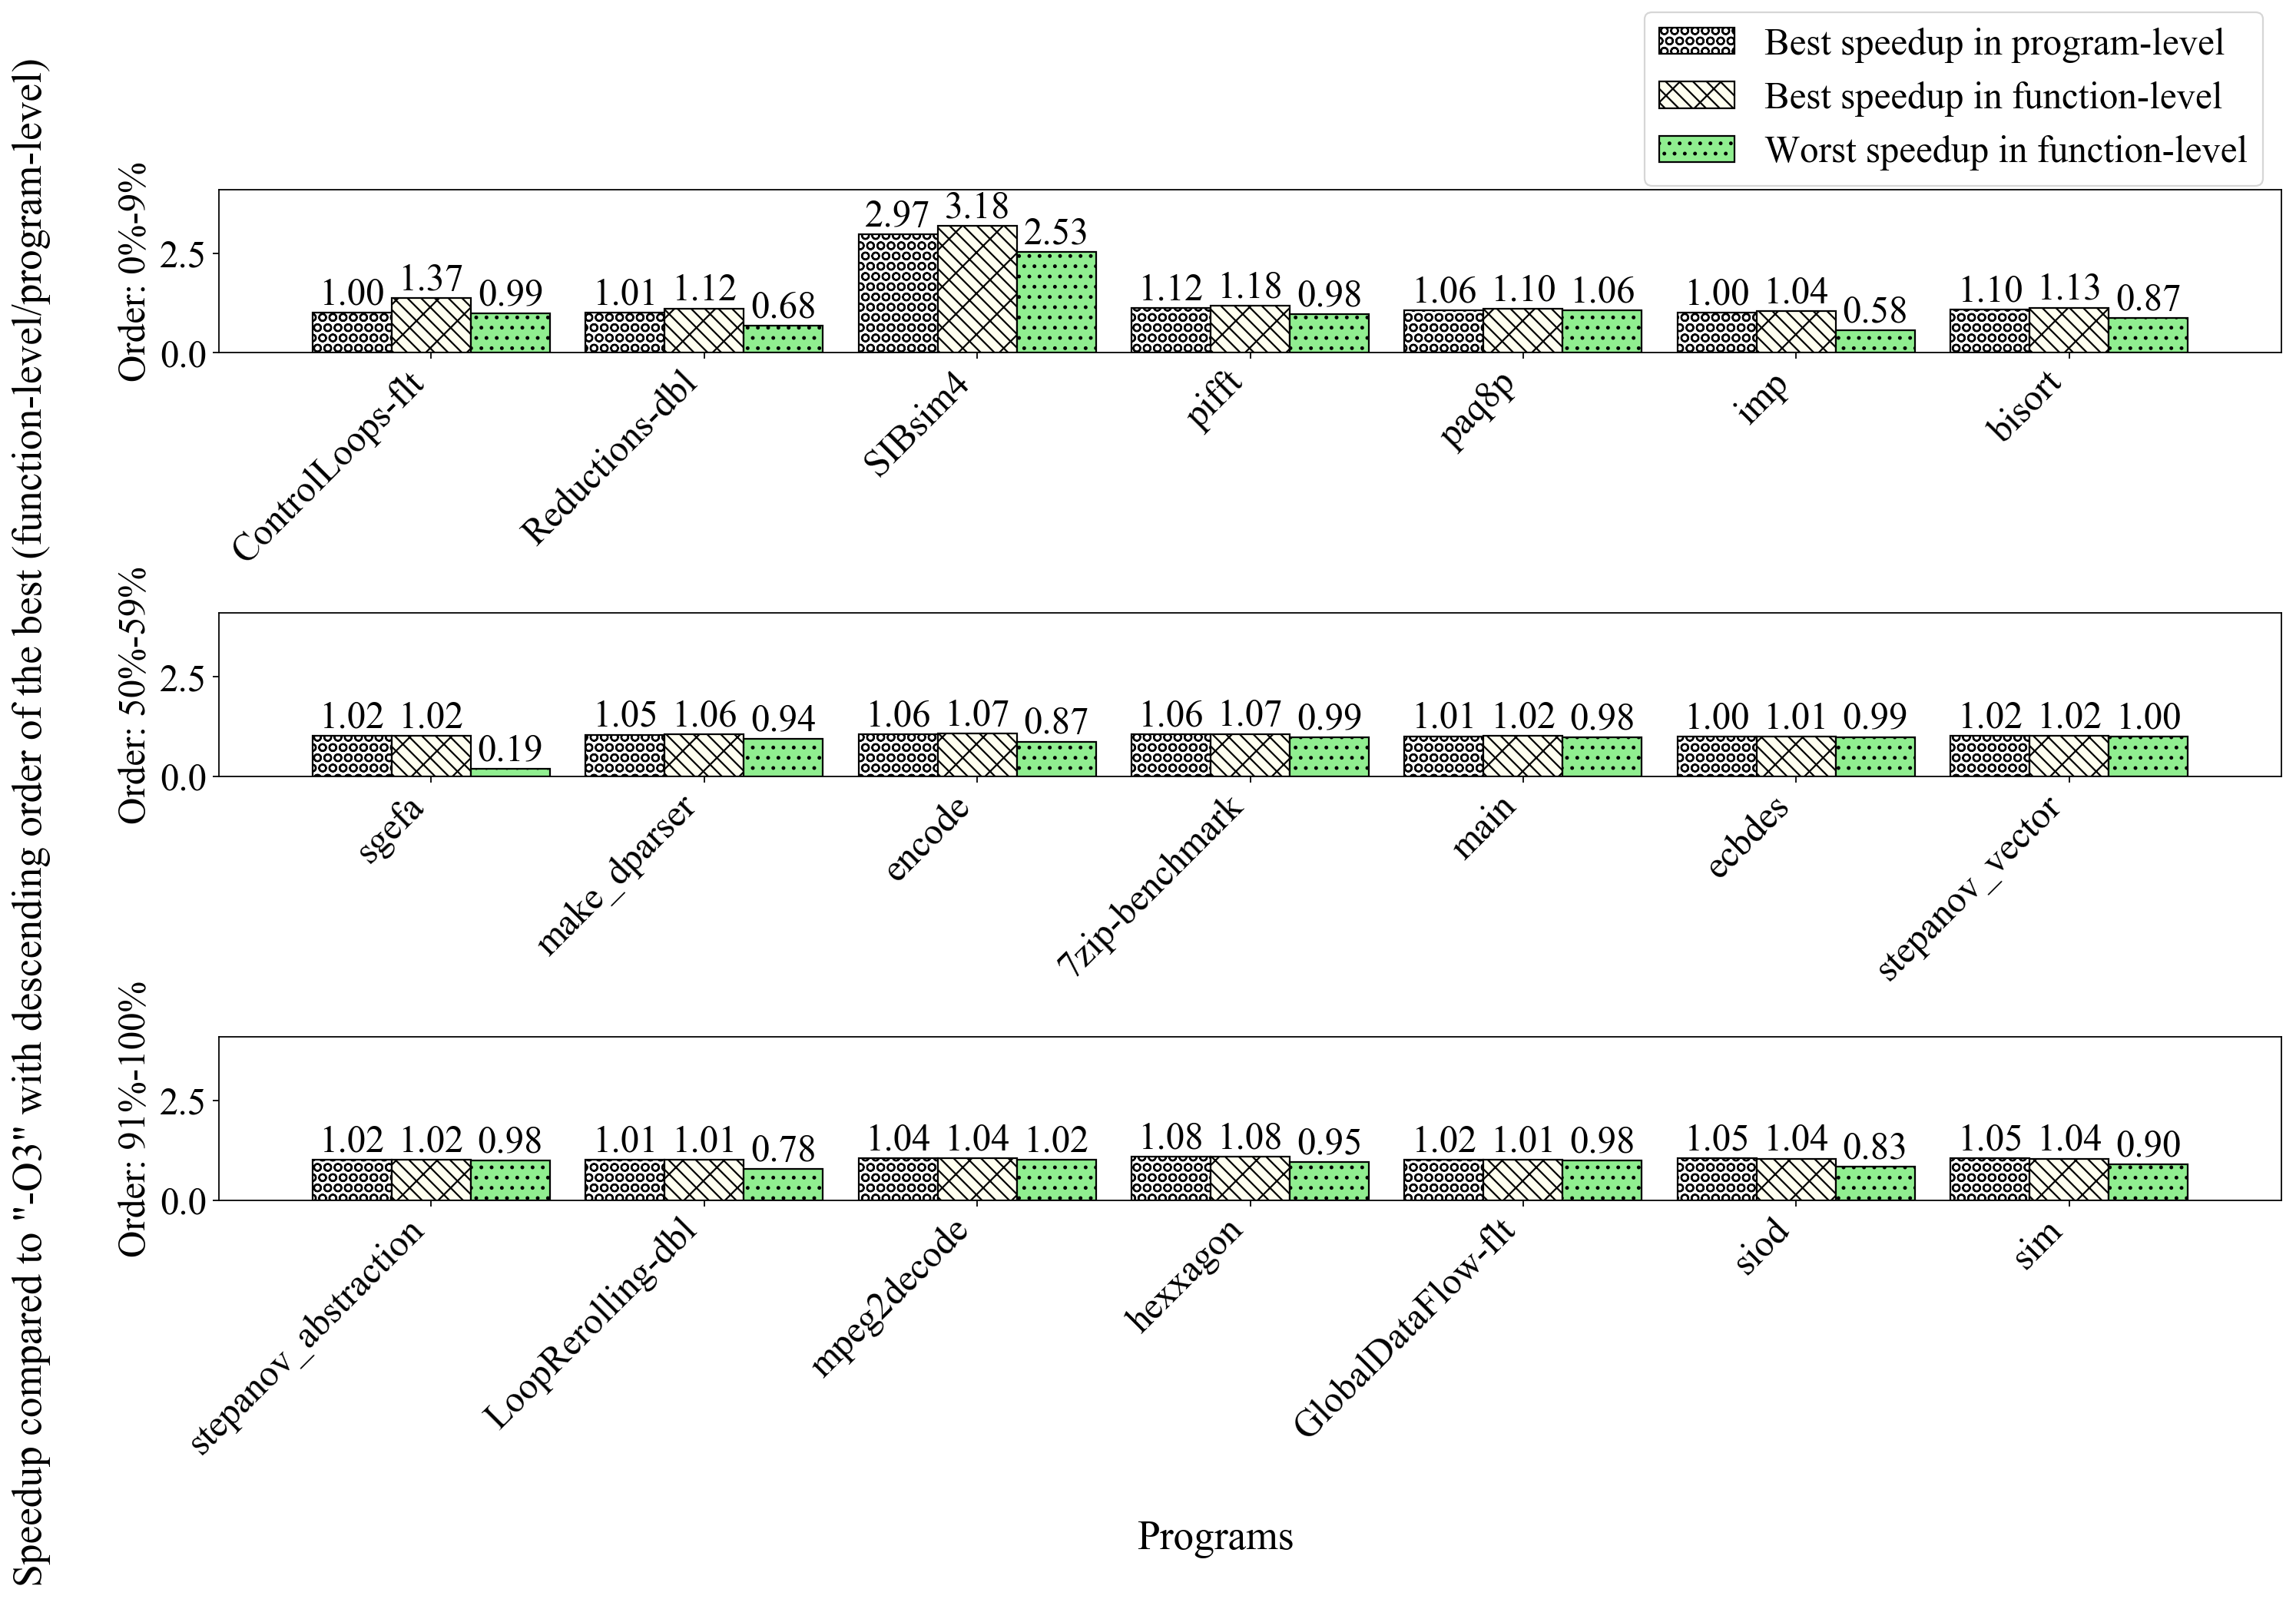 Best speedup in program-level
Best speedup in function-level
Worst speedup in function-level
Speedup compared to "-O3" with descending order of the best (function-level/program-level)
Order: 0%-9%
2.5
0.0
1.00 1.37 0.99 1.01 1.12 0.68 2.97 3.18 2.53 1.12 1.18 0.98 1.06 1.10 1.06 1.00 1.04 0.58 1.10 1.13 0.87
ControlLoops-flt Reductions-dbl SIBsim4 pifft paq8p imp bisort
Order: 50%-59%
2.5
0.0
1.02 1.02 0.19 1.05 1.06 0.94 1.06 1.07 0.87 1.06 1.07 0.99 1.01 1.02 0.98 1.00 1.01 0.99 1.02 1.02 1.00
sgefa make_dparser encode 7zip-benchmark main ecbdes stepanov_vector
Order: 91%-100%
2.5
0.0
1.02 1.02 0.98 1.01 1.01 0.78 1.04 1.04 1.02 1.08 1.08 0.95 1.02 1.01 0.98 1.05 1.04 0.83 1.05 1.04 0.90
stepanov_abstraction LoopRerolling-dbl mpeg2decode hexxagon GlobalDataFlow-flt siod sim
Programs